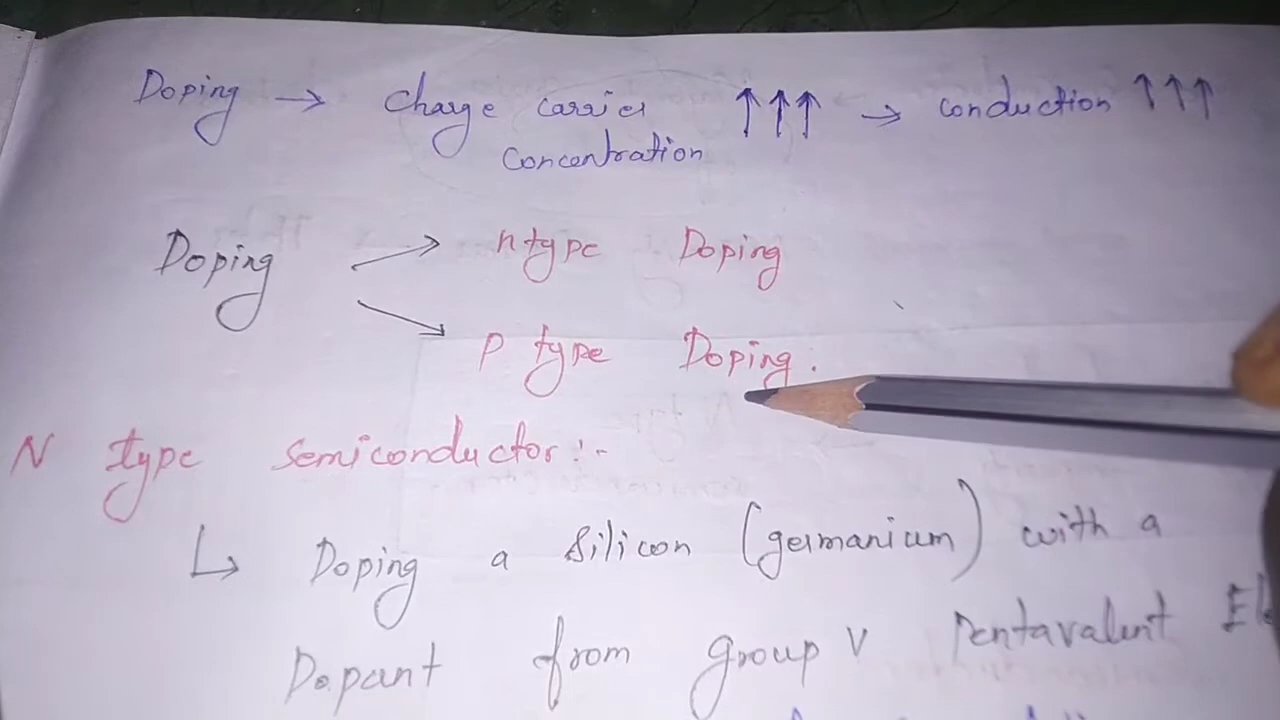 Doping → Charge carrier ↑↑↑ → conduction ↑↑↑
Concentration
Doping → n type Doping
→ P type Doping.
N type semiconductor:-
↳ Doping a Silicon (germanium) with a
Dopant from group V Pentavalent